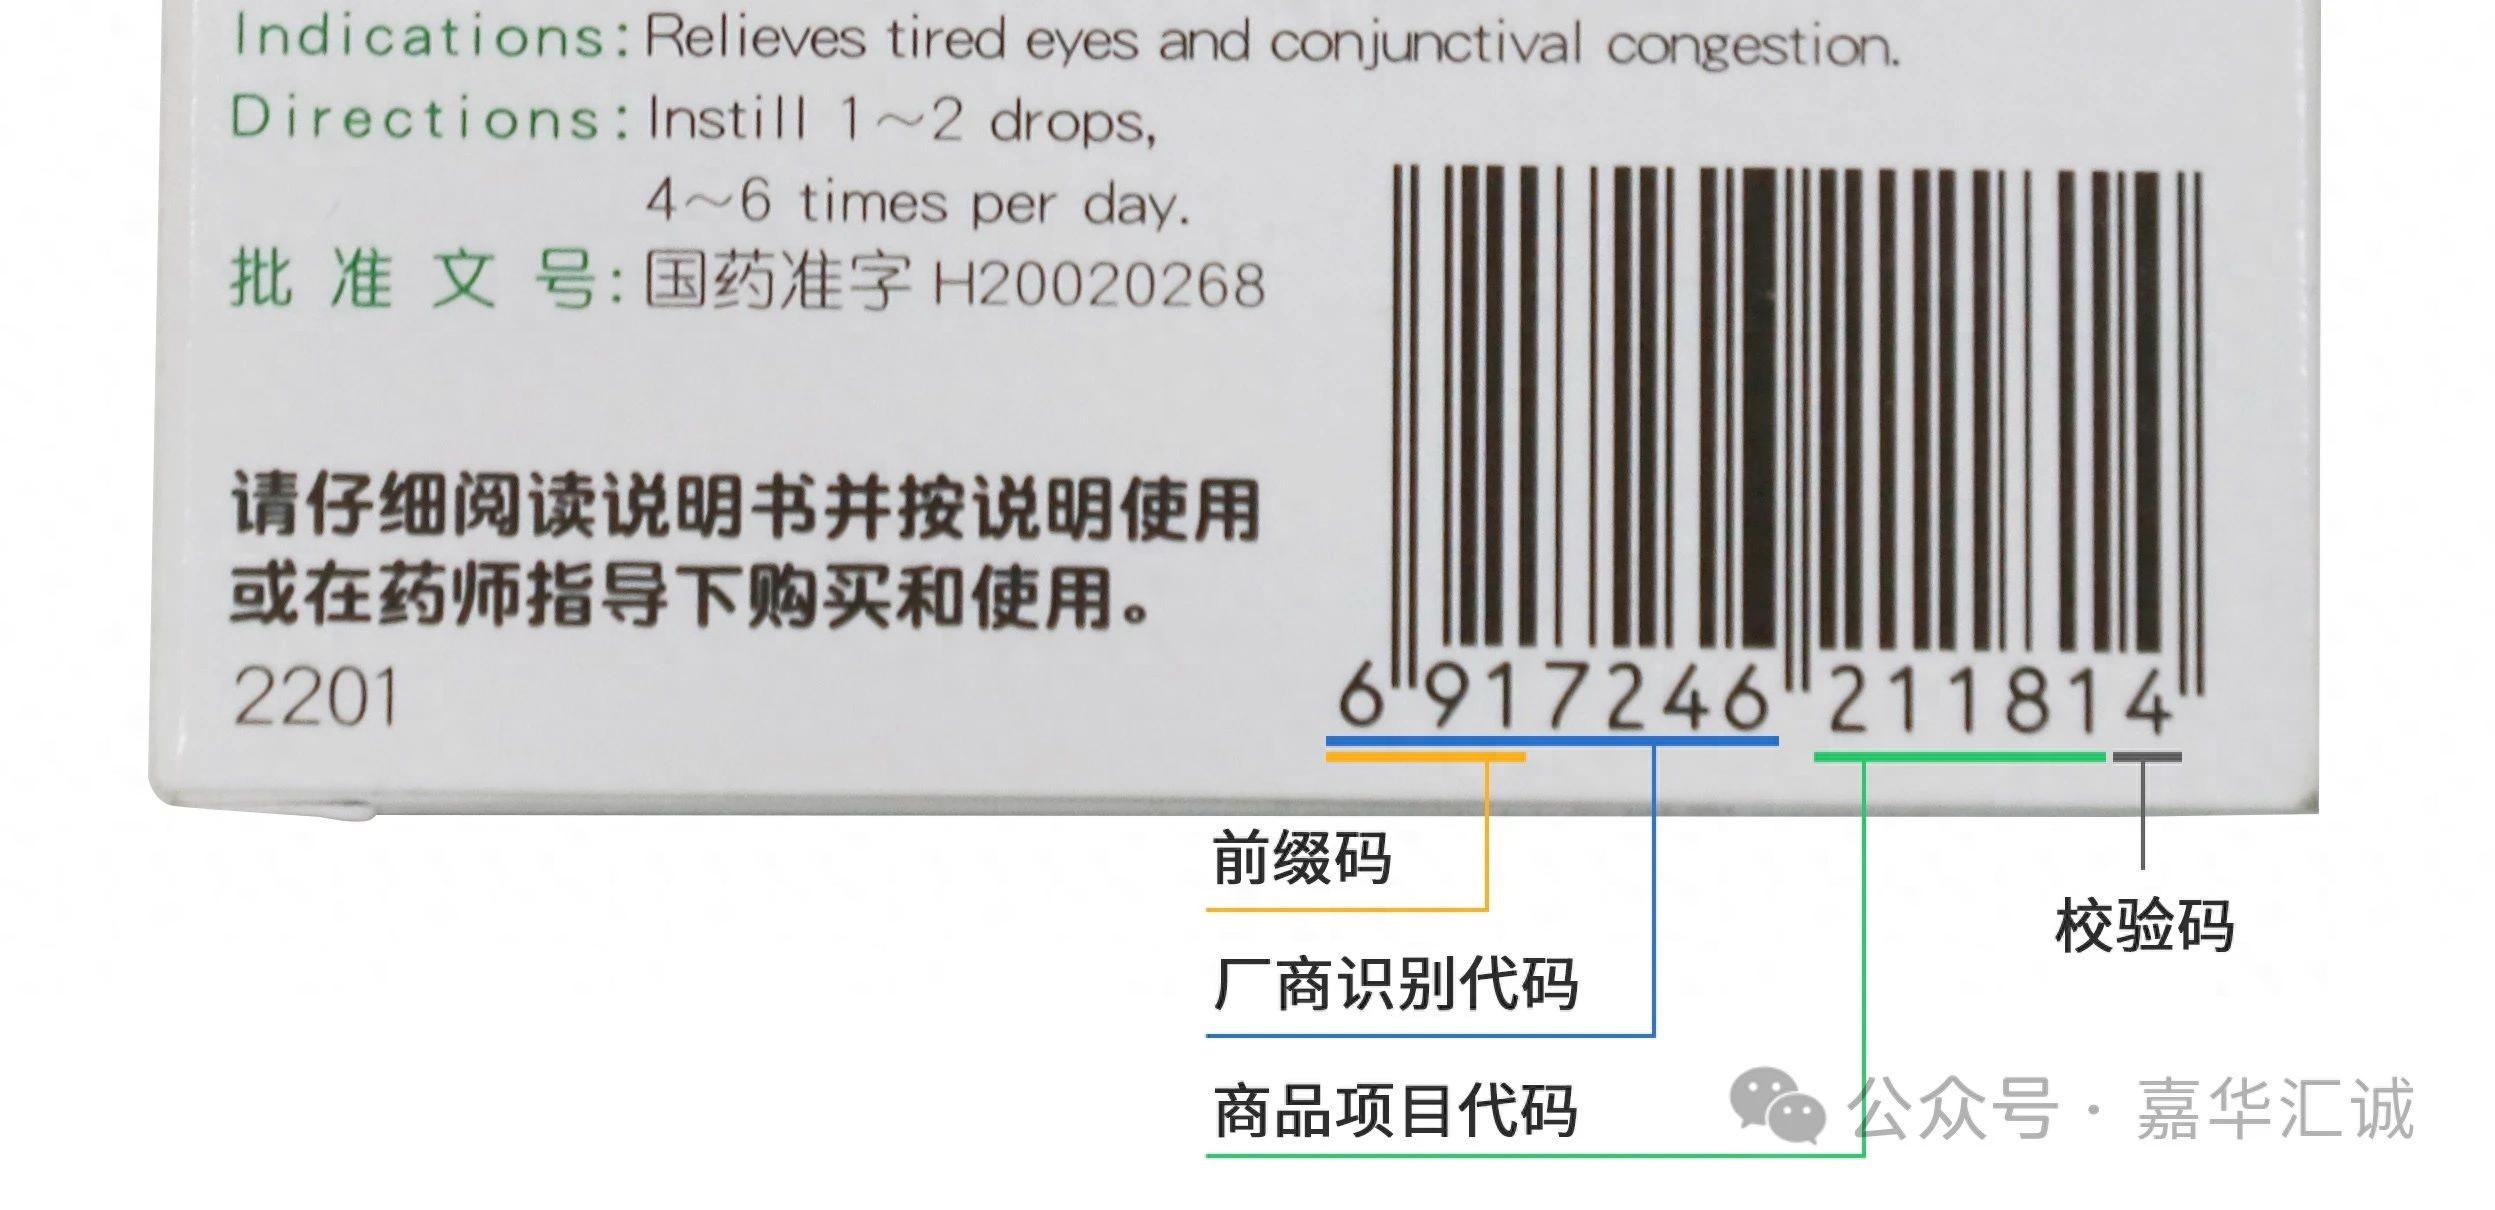 Indications: Relieves tired eyes and conjunctival congestion.
Directions: Instill 1～2 drops,
4～6 times per day.
批准文号: 国药准字 H20020268
请仔细阅读说明书并按说明使用
或在药师指导下购买和使用。
2201
6 917246 211814
前缀码
厂商识别代码
商品项目代码
校验码
公众号 · 嘉华汇诚